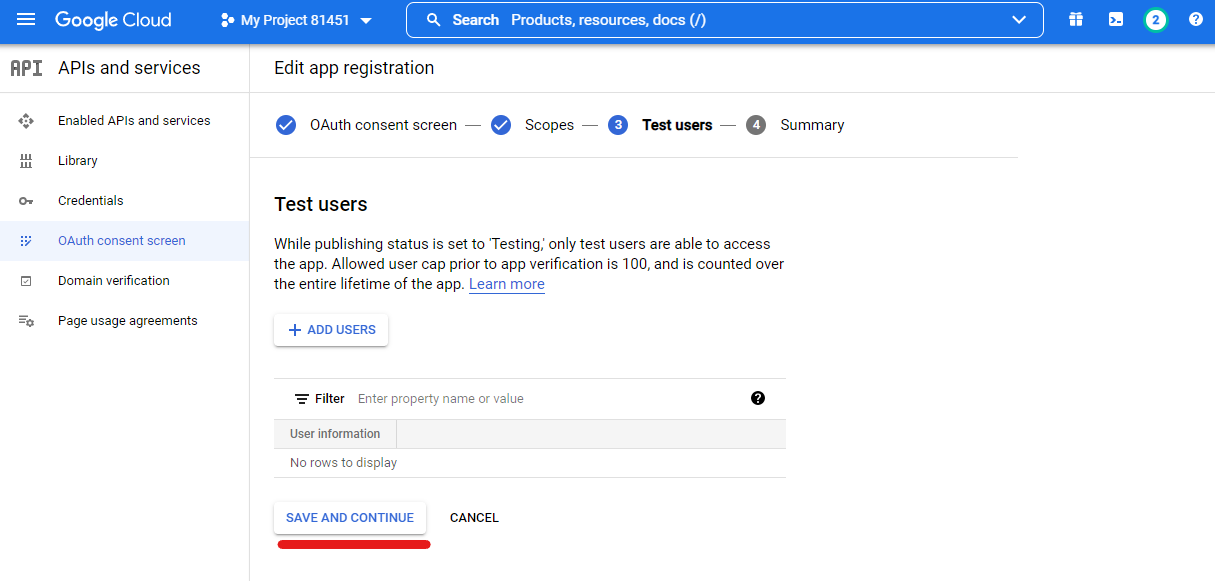 Google Cloud
My Project 81451
Search Products, resources, docs (/)
2
?
API APIs and services
Edit app registration
Enabled APIs and services
Library
Credentials
OAuth consent screen
Domain verification
Page usage agreements
OAuth consent screen — Scopes — 3 Test users — 4 Summary
Test users
While publishing status is set to 'Testing,' only test users are able to access
the app. Allowed user cap prior to app verification is 100, and is counted over
the entire lifetime of the app. Learn more
+ ADD USERS
Filter Enter property name or value ?
User information
No rows to display
SAVE AND CONTINUE CANCEL